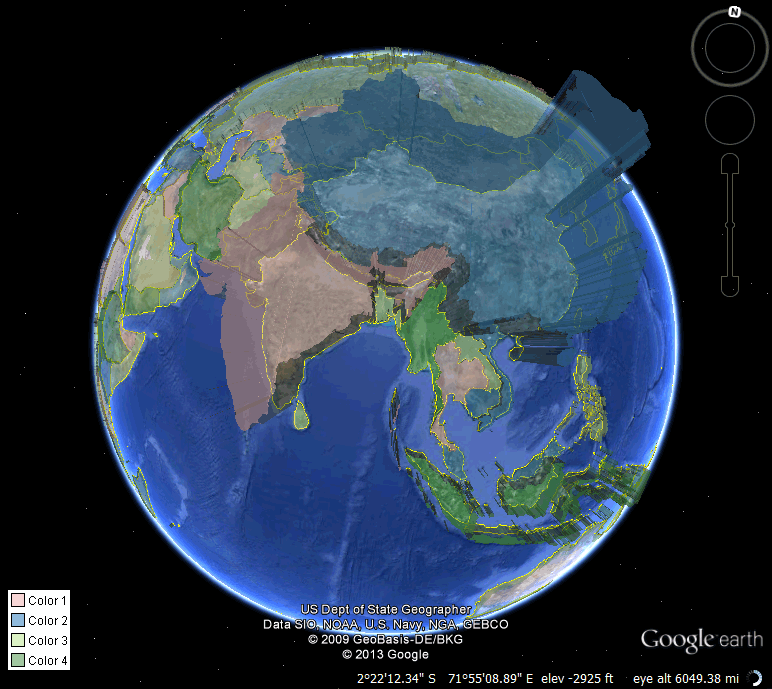 N
Color 1
Color 2
Color 3
Color 4
US Dept of State Geographer
Data SIO, NOAA, U.S. Navy, NGA, GEBCO
© 2009 GeoBasis-DE/BKG
© 2013 Google
Google earth
2°22'12.34" S 71°55'08.89" E elev -2925 ft eye alt 6049.38 mi